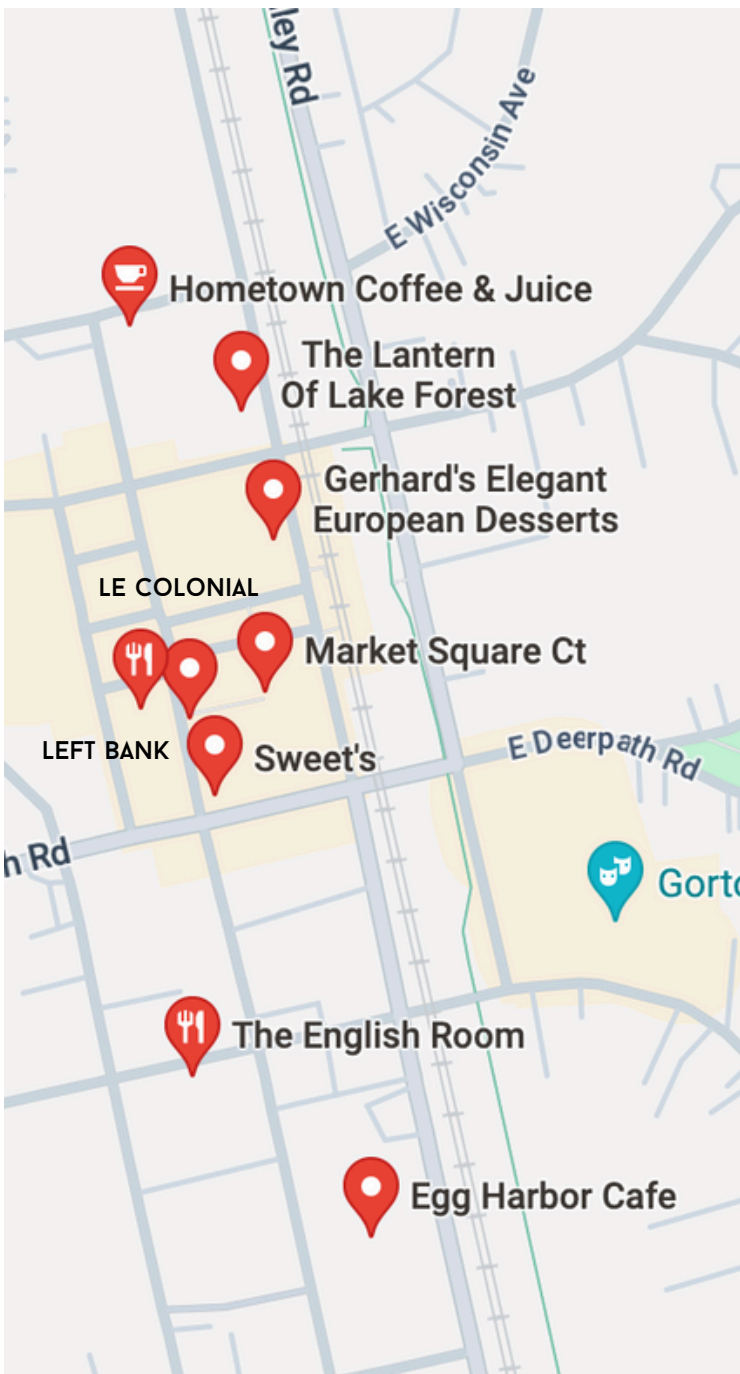 ley Rd
E Wisconsin Ave
Hometown Coffee & Juice
The Lantern
Of Lake Forest
Gerhard's Elegant
European Desserts
LE COLONIAL
Market Square Ct
LEFT BANK
Sweet's
E Deerpath Rd
h Rd
Gorto
The English Room
Egg Harbor Cafe